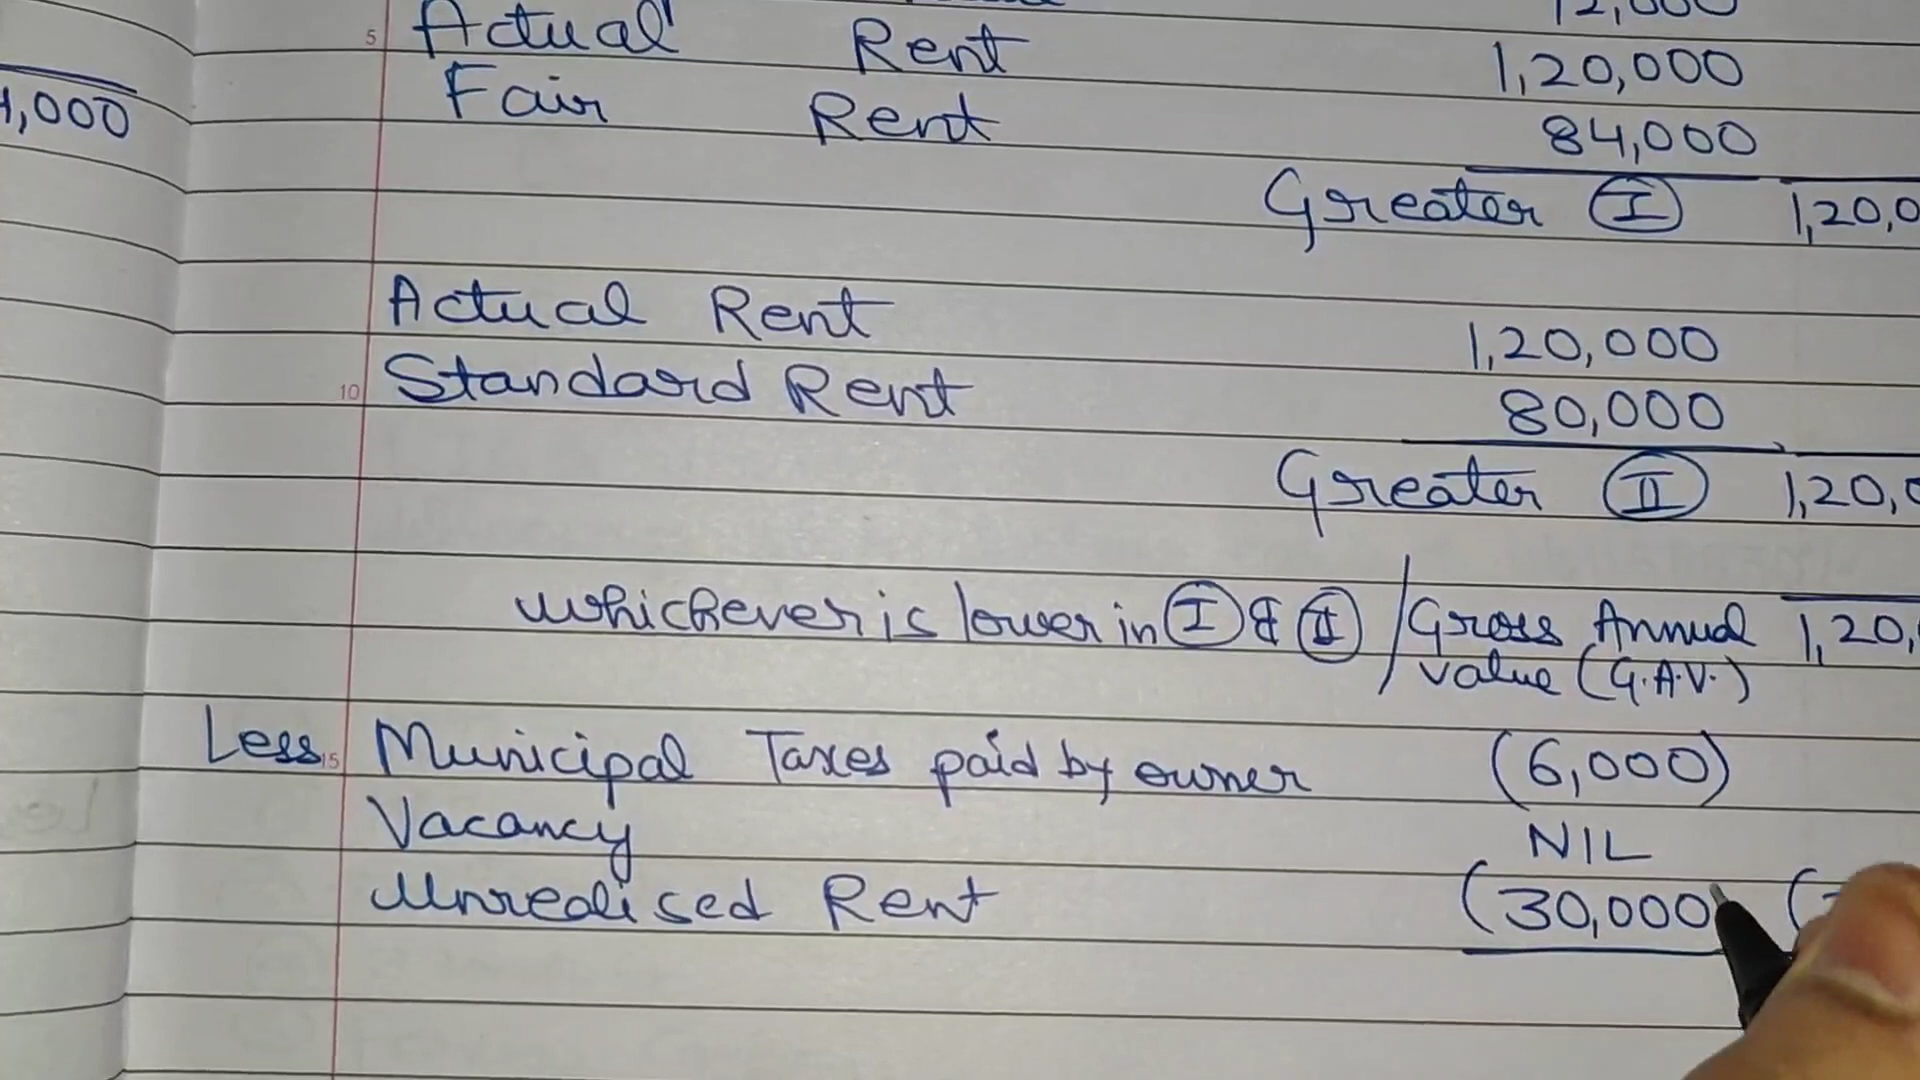 12,000
5 Actual Rent 1,20,000
Fair Rent 84,000
1,000
Greater I 1,20,0
Actual Rent 1,20,000
10 Standard Rent 80,000
Greater II 1,20,0
Whichever is lower in I & II / Gross Annual 1,20,
value (G.A.V.)
Less 15 Municipal Taxes paid by owner (6,000)
Vacancy NIL
Unrealised Rent (30,000 (